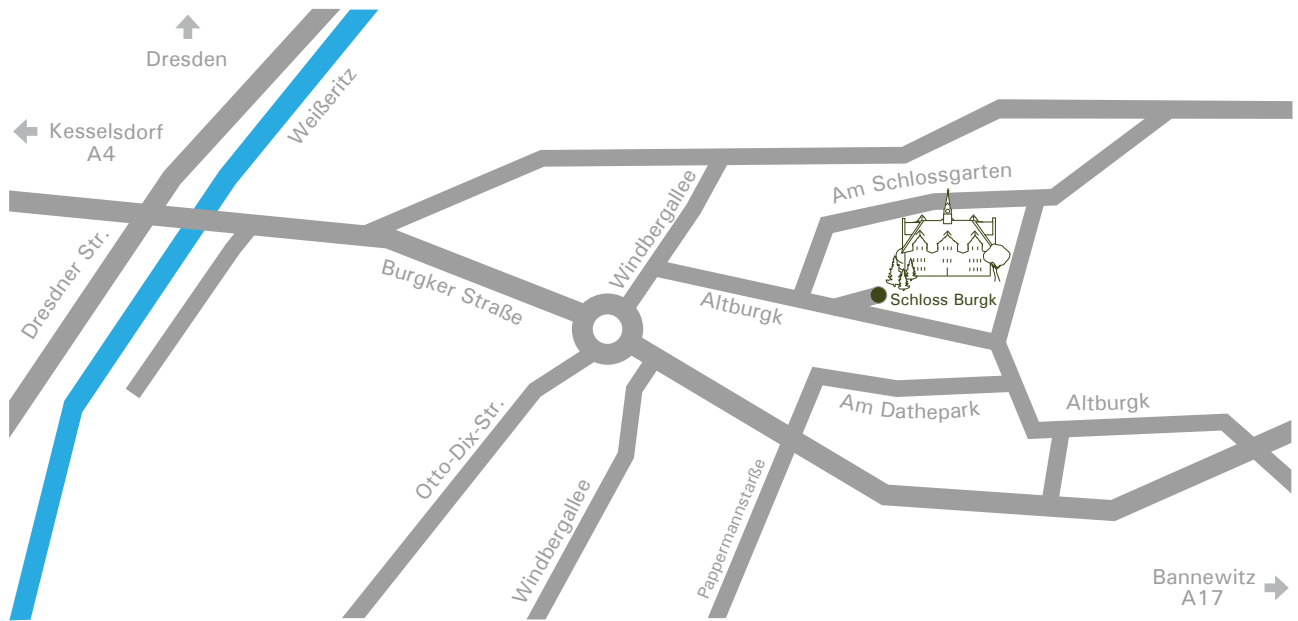 Dresden
Kesselsdorf
A4
Weißeritz
Dresdner Str.
Burgker Straße
Windbergallee
Am Schlossgarten
Altburgk
Schloss Burgk
Am Dathepark
Altburgk
Otto-Dix-Str.
Windbergallee
Pappermannstarße
Bannewitz
A17